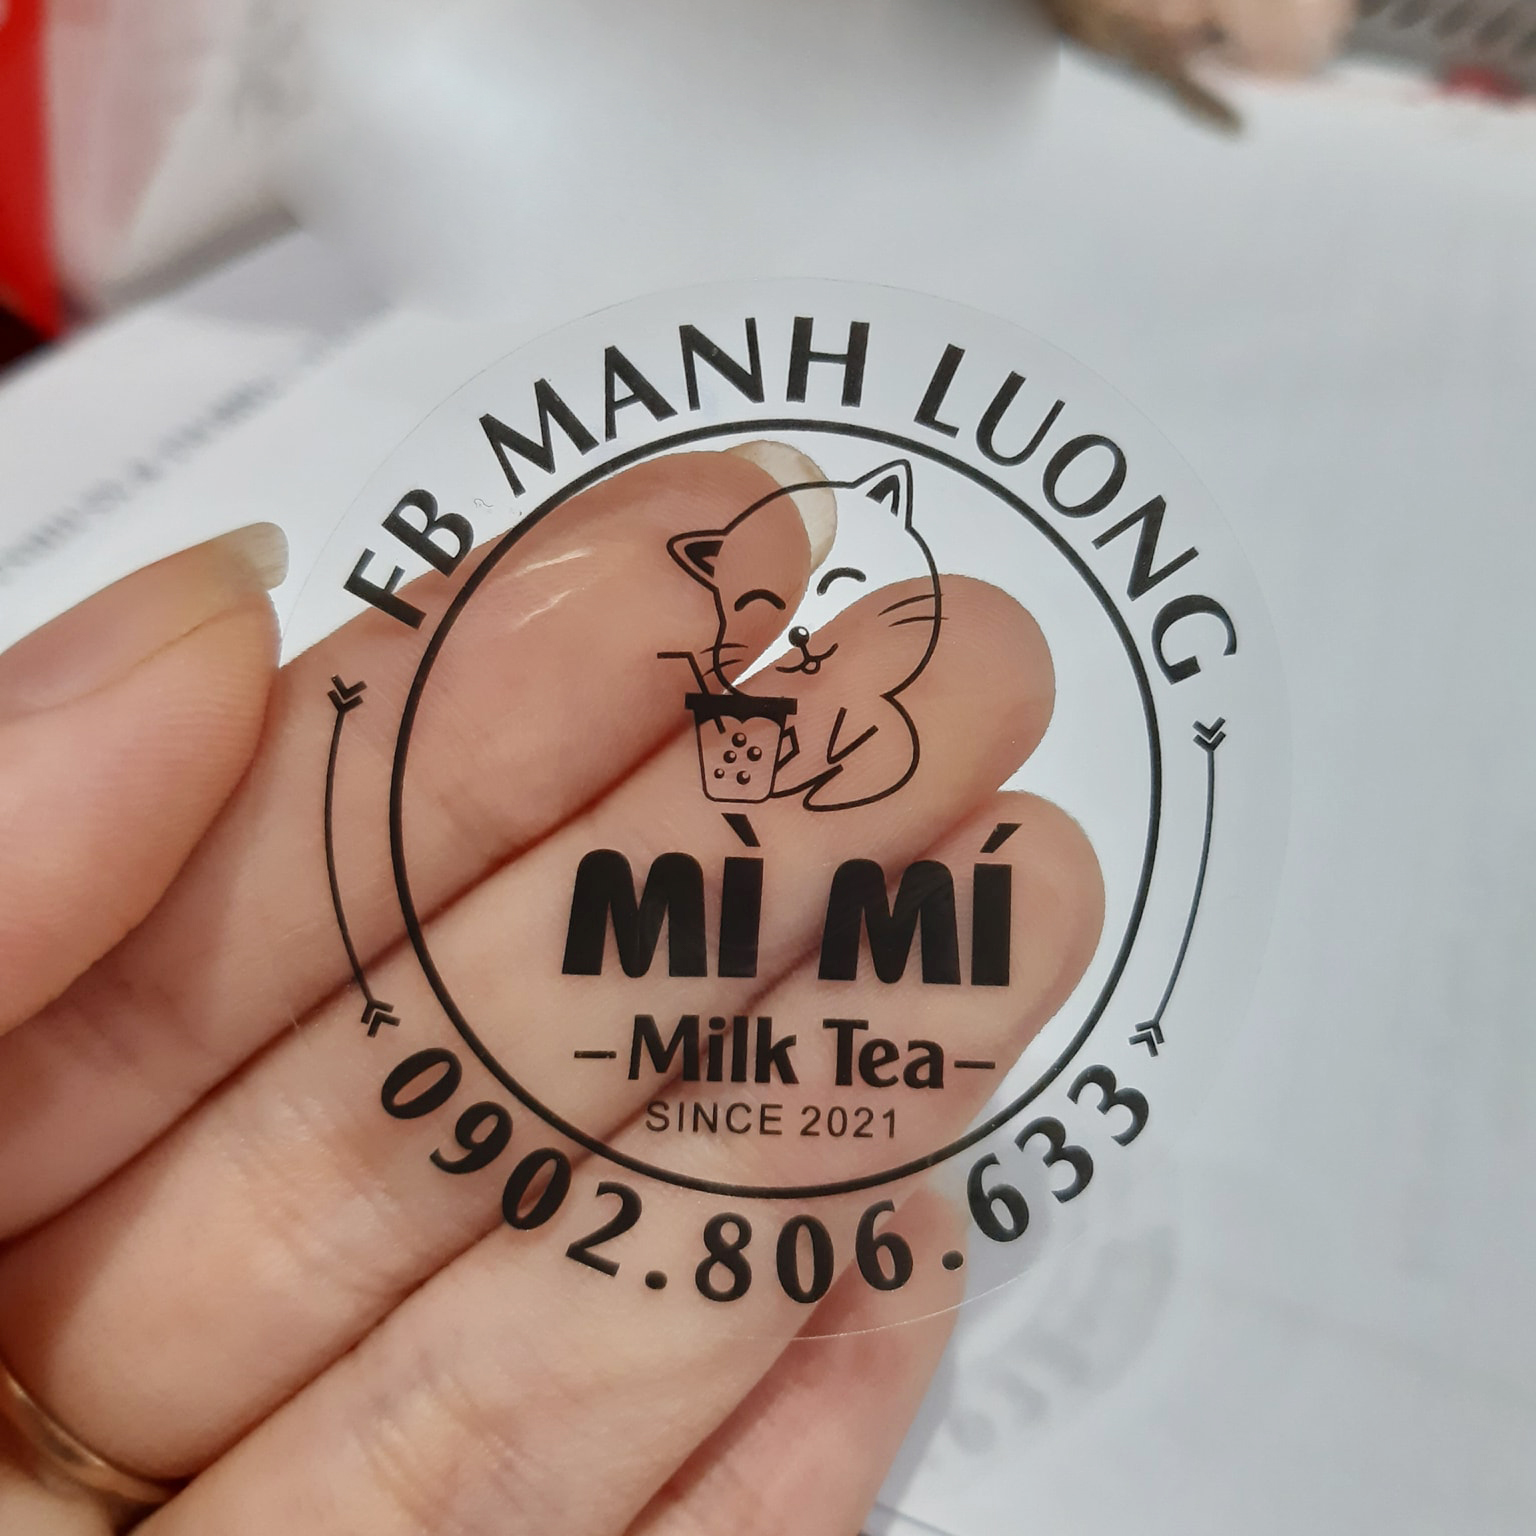 FB MANH LUONG
MÌ MÍ
-Milk Tea-
SINCE 2021
0902.806.633